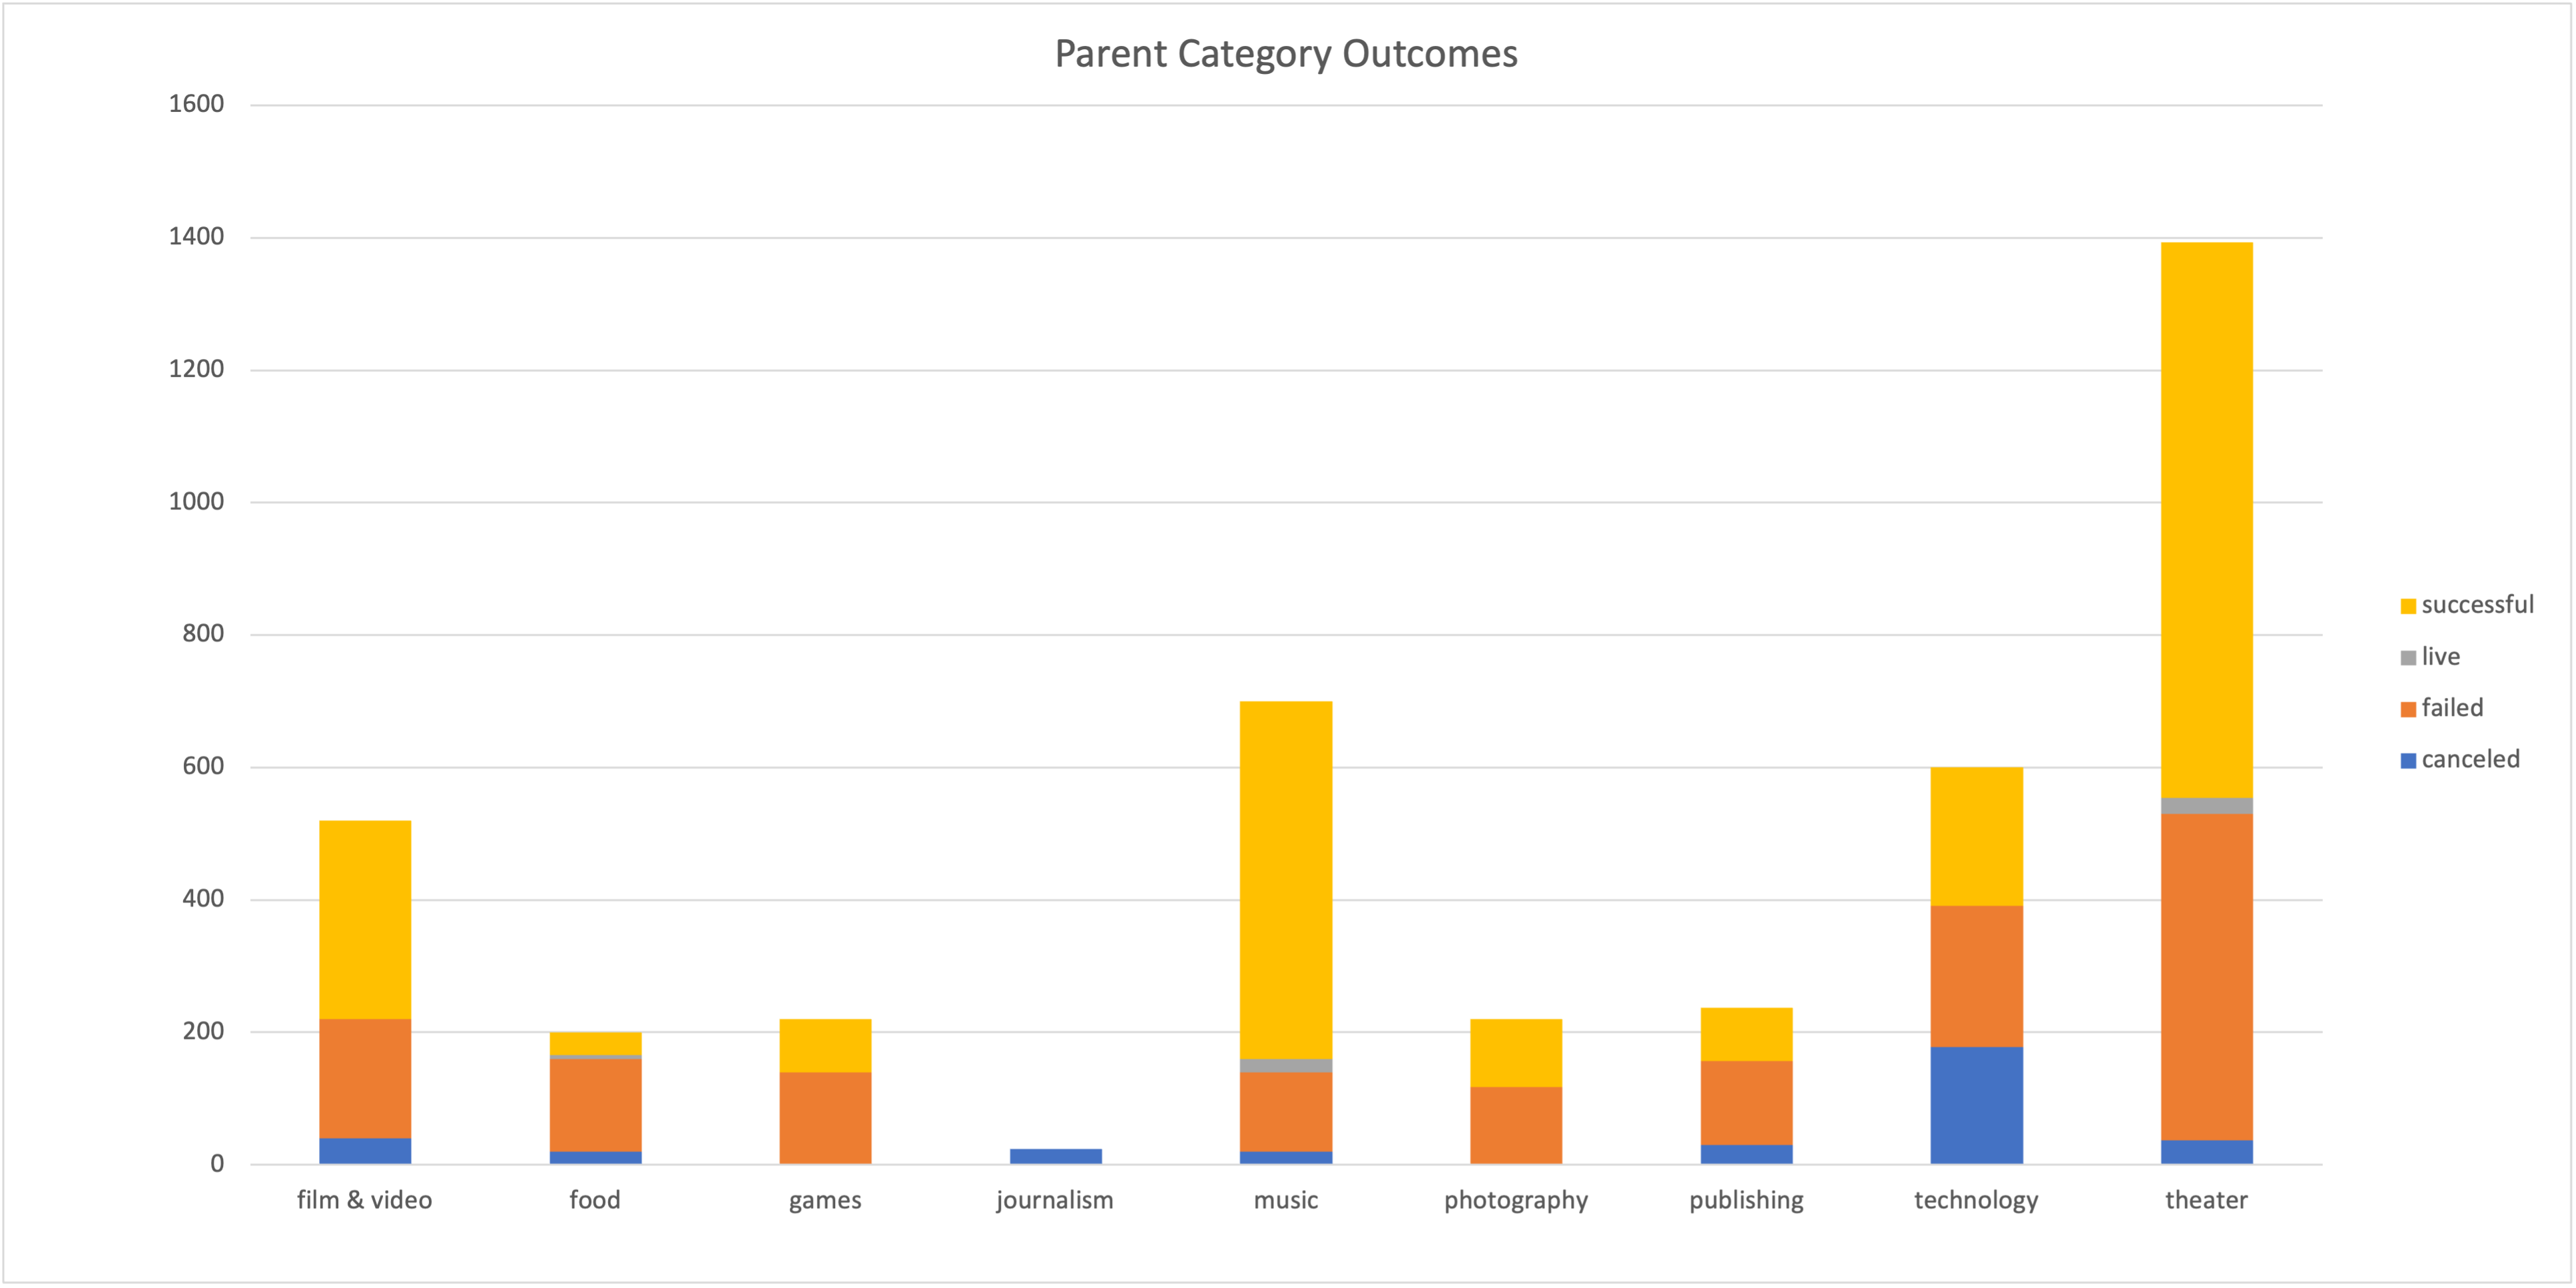 Parent Category Outcomes
1600
1400
1200
1000
800
600
400
200
0
film & video food games journalism music photography publishing technology theater
successful
live
failed
canceled